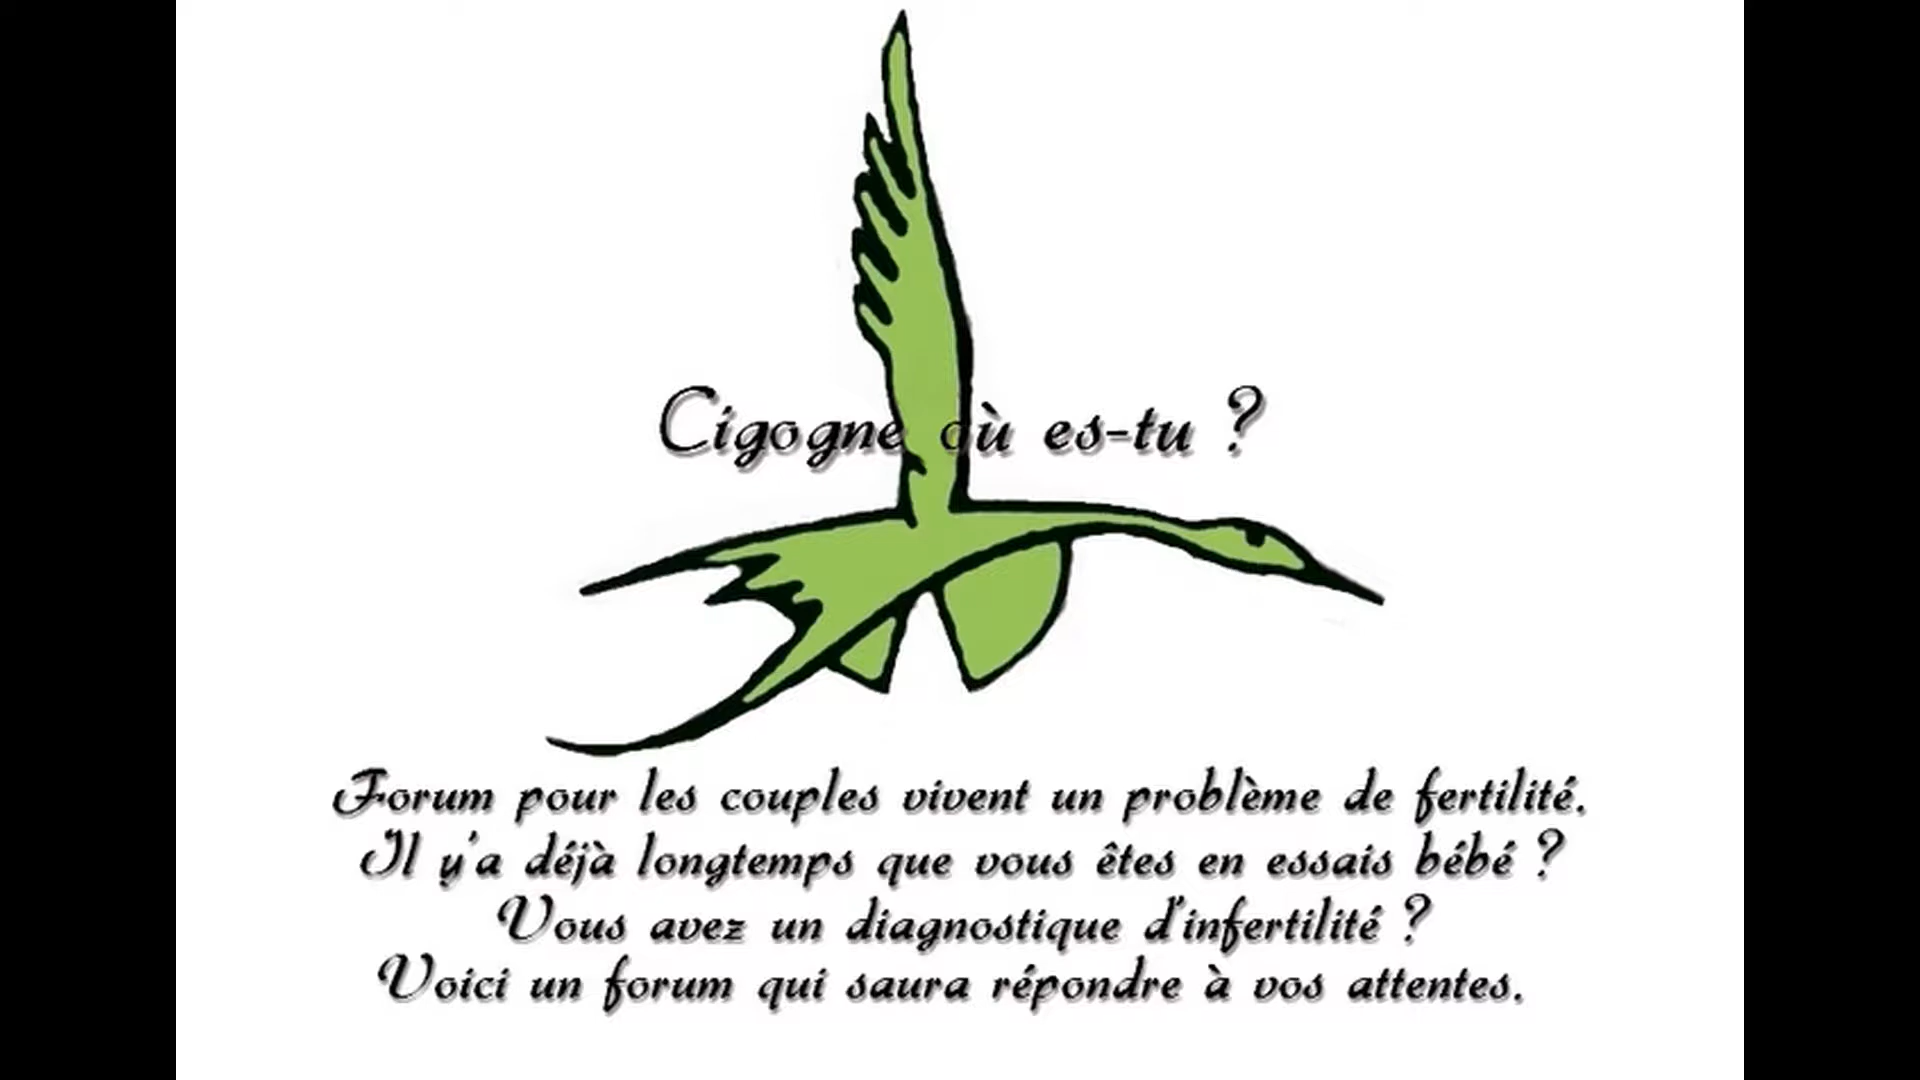 Cigogne où es-tu ?
Forum pour les couples vivent un problème de fertilité.
Il y'a déjà longtemps que vous êtes en essais bébé ?
Vous avez un diagnostique d'infertilité ?
Voici un forum qui saura répondre à vos attentes.